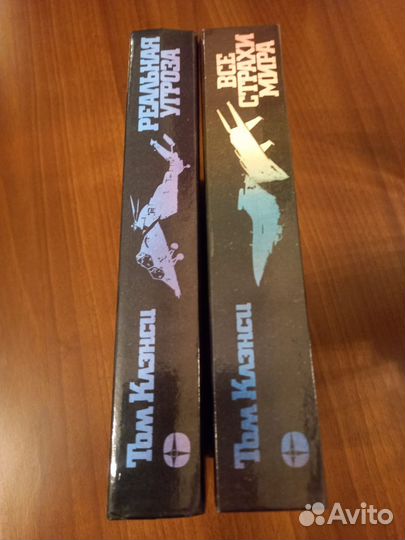 Том Клэнси
РЕАЛЬНАЯ
УГРОЗА
Том Клэнси
ВСЕ
СТРАХИ
МИРА
Avito